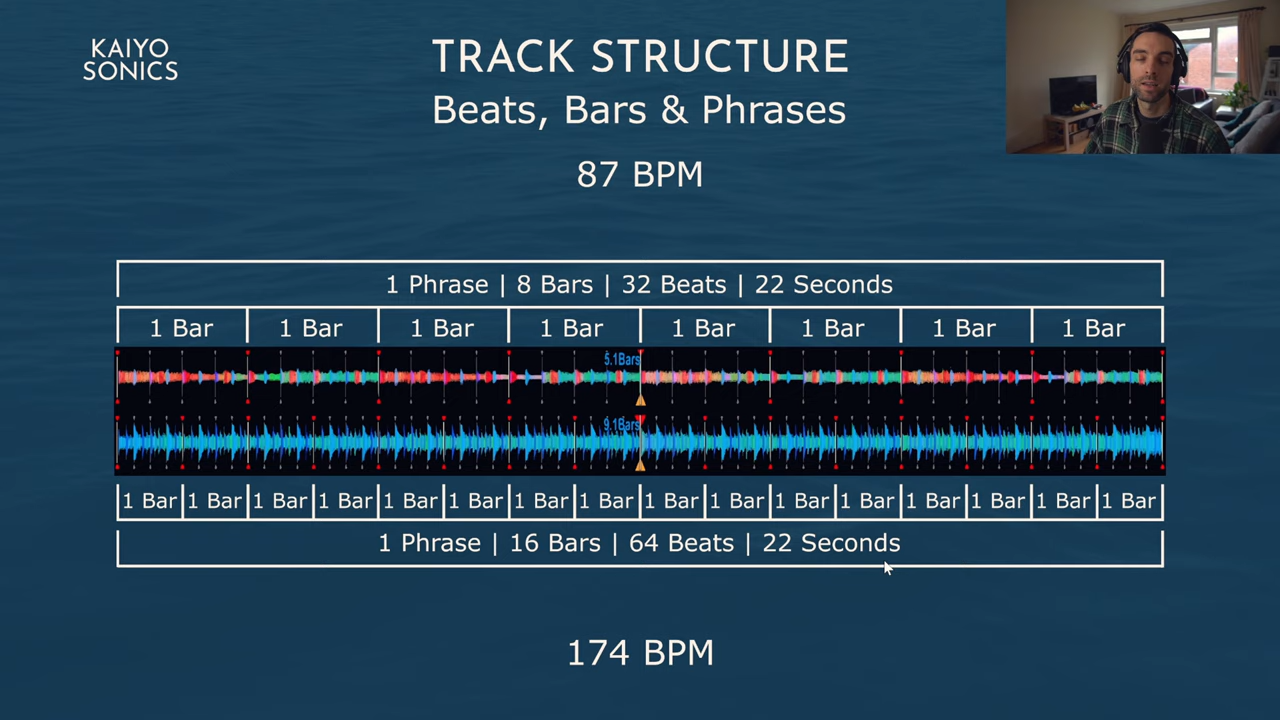 KAIYO
SONICS
TRACK STRUCTURE
Beats, Bars & Phrases
87 BPM
1 Phrase | 8 Bars | 32 Beats | 22 Seconds
1 Bar 1 Bar 1 Bar 1 Bar 1 Bar 1 Bar 1 Bar 1 Bar
5.1Bars
9.1Bars
1 Bar 1 Bar 1 Bar 1 Bar 1 Bar 1 Bar 1 Bar 1 Bar 1 Bar 1 Bar 1 Bar 1 Bar 1 Bar 1 Bar 1 Bar 1 Bar
1 Phrase | 16 Bars | 64 Beats | 22 Seconds
174 BPM